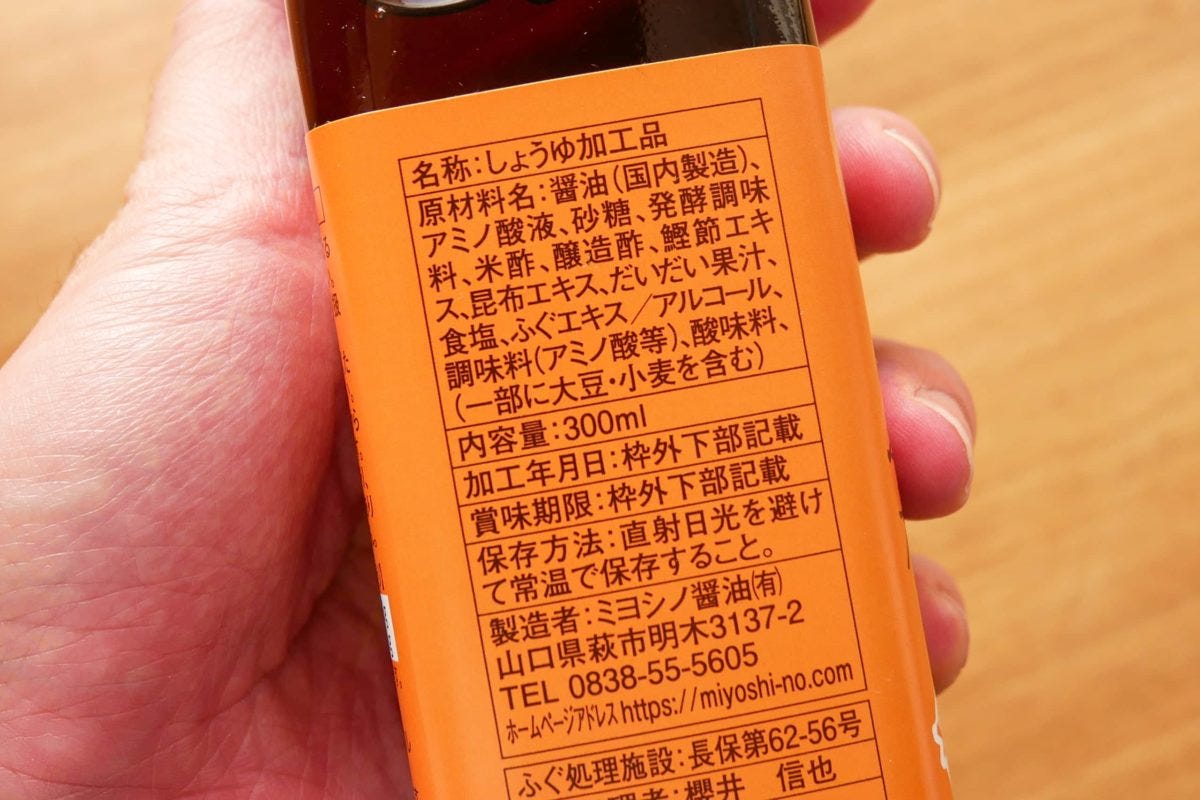 名称:しょうゆ加工品
原材料名:醤油(国内製造)、
アミノ酸液、砂糖、発酵調味
料、米酢、醸造酢、鰹節エキ
ス、昆布エキス、だいだい果汁、
食塩、ふぐエキス/アルコール、
調味料(アミノ酸等)、酸味料、
(一部に大豆・小麦を含む)
内容量:300ml
加工年月日:枠外下部記載
賞味期限:枠外下部記載
保存方法:直射日光を避け
て常温で保存すること。
製造者:ミヨシノ醤油(有)
山口県萩市明木3137-2
TEL 0838-55-5605
ホームページアドレスhttps://miyoshi-no.com
ふぐ処理施設:長保第62-56号
理者:櫻井 信也